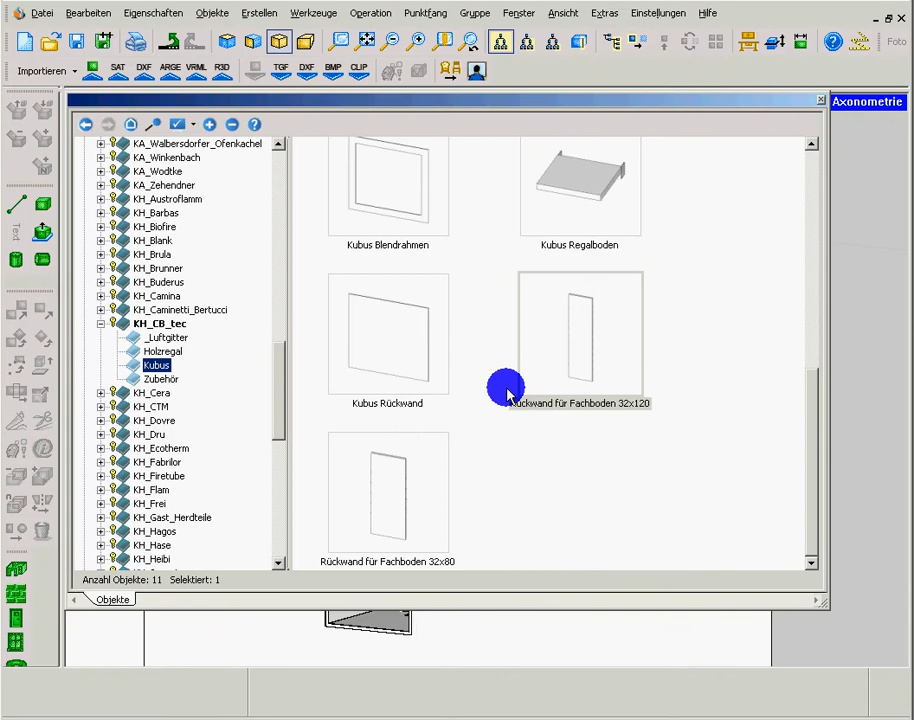 Datei Bearbeiten Eigenschaften Objekte Erstellen Werkzeuge Operation Punktfang Gruppe Fenster Ansicht Extras Einstellungen Hilfe
Foto
Importieren SAT DXF ARGE VRML R3D TGF DXF BMP CLIP
Axonometrie
KA_Walbersdorfer_Ofenkachel
KA_Winkenbach
KA_Wodtke
KA_Zehendner
KH_Austroflamm
KH_Barbas
KH_Biofire
KH_Blank
KH_Brula
KH_Brunner
KH_Buderus
KH_Camina
KH_Caminetti_Bertucci
KH_CB_tec
_Luftgitter
Holzregal
Kubus
Zubehör
KH_Cera
KH_CTM
KH_Dovre
KH_Dru
KH_Ecotherm
KH_Fabrilor
KH_Firetube
KH_Flam
KH_Frei
KH_Gast_Herdteile
KH_Hagos
KH_Hase
KH_Heibi
Kubus Blendrahmen
Kubus Regalboden
Kubus Rückwand
Rückwand für Fachboden 32x120
Rückwand für Fachboden 32x80
Anzahl Objekte: 11 Selektiert: 1
Objekte
Text